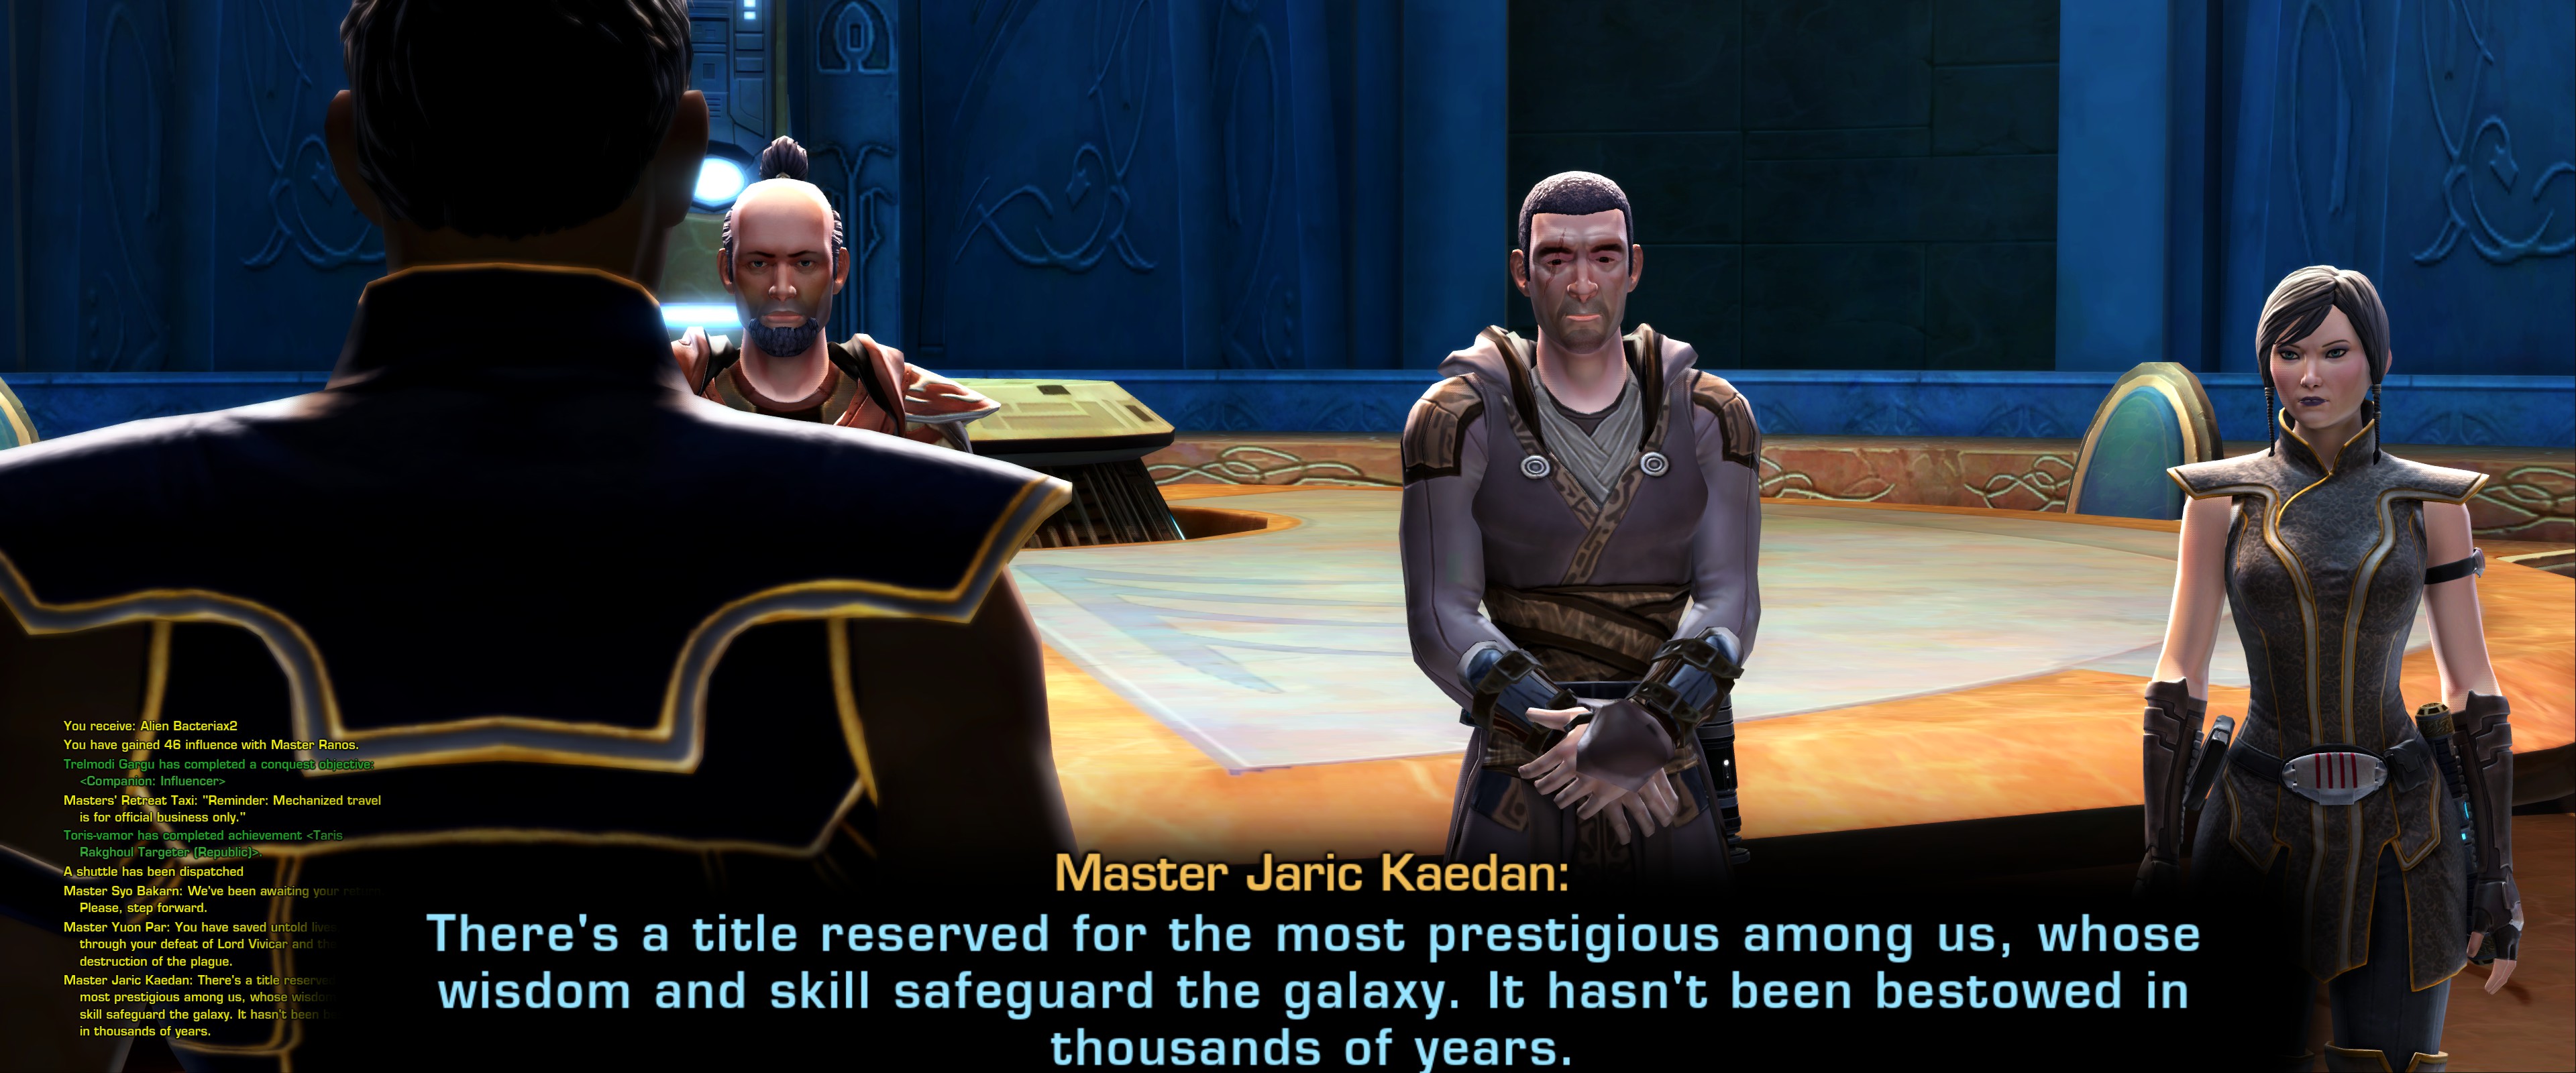 You receive: Alien Bacteriax2
You have gained 46 influence with Master Ranos.
Trelmodi Gargu has completed a conquest objective:
<Companion: Influencer>
Masters' Retreat Taxi: "Reminder: Mechanized travel
is for official business only."
Toris-vamor has completed achievement <Taris
Rakghoul Targeter (Republic)>.
A shuttle has been dispatched
Master Syo Bakarn: We've been awaiting your return.
Please, step forward.
Master Yuon Par: You have saved untold lives
through your defeat of Lord Vivicar and the
destruction of the plague.
Master Jaric Kaedan: There's a title reserved
most prestigious among us, whose wisdom
skill safeguard the galaxy. It hasn't been
in thousands of years.
Master Jaric Kaedan:
There's a title reserved for the most prestigious among us, whose
wisdom and skill safeguard the galaxy. It hasn't been bestowed in
thousands of years.